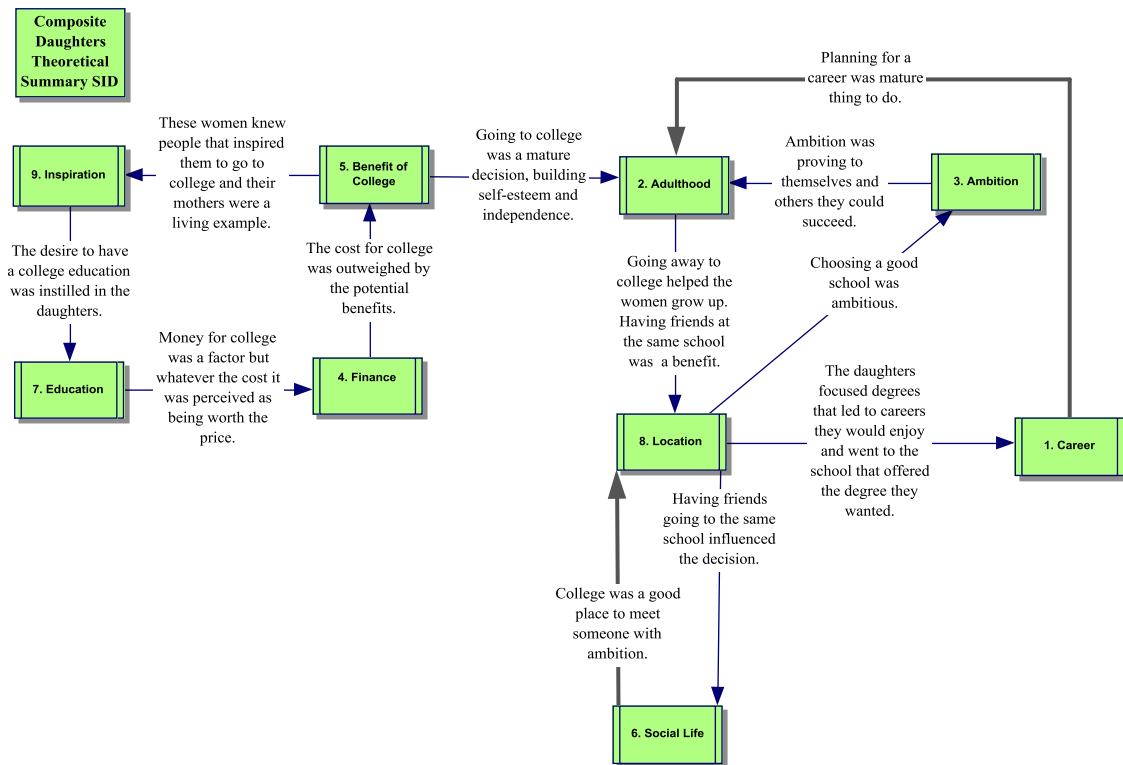 Composite
Daughters
Theoretical
Summary SID
Planning for a
career was mature
thing to do.
These women knew
people that inspired
them to go to
college and their
mothers were a
living example.
Going to college
was a mature
decision, building
self-esteem and
independence.
Ambition was
proving to
themselves and
others they could
succeed.
9. Inspiration
5. Benefit of
College
2. Adulthood
3. Ambition
The desire to have
a college education
was instilled in the
daughters.
The cost for college
was outweighed by
the potential
benefits.
Going away to
college helped the
women grow up.
Having friends at
the same school
was a benefit.
Choosing a good
school was
ambitious.
Money for college
was a factor but
whatever the cost it
was perceived as
being worth the
price.
7. Education
4. Finance
The daughters
focused degrees
that led to careers
they would enjoy
and went to the
school that offered
the degree they
wanted.
8. Location
1. Career
Having friends
going to the same
school influenced
the decision.
College was a good
place to meet
someone with
ambition.
6. Social Life